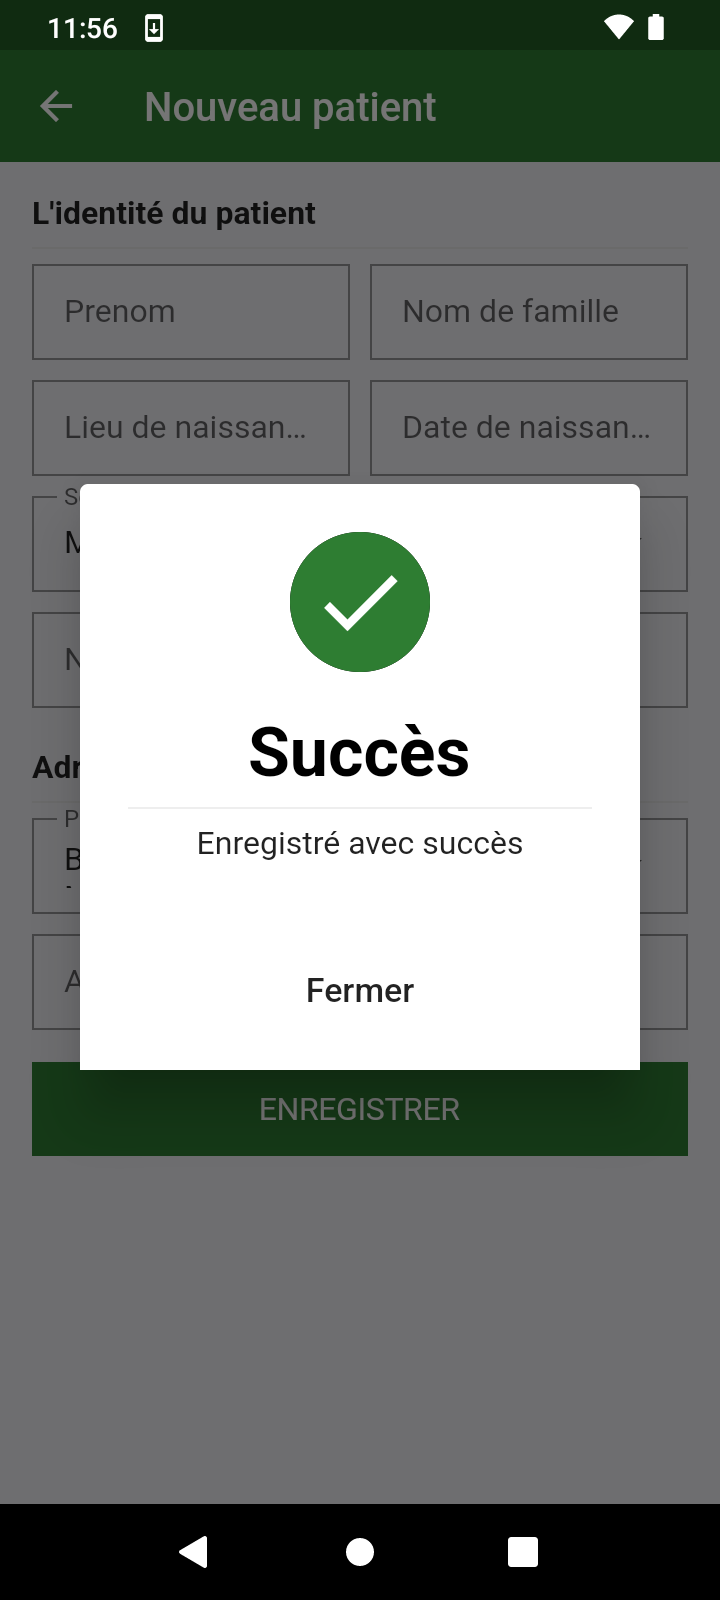 11:56
Nouveau patient
L'identité du patient
Prenom
Nom de famille
Lieu de naissan...
Date de naissan...
Succès
Enregistré avec succès
Fermer
ENREGISTRER